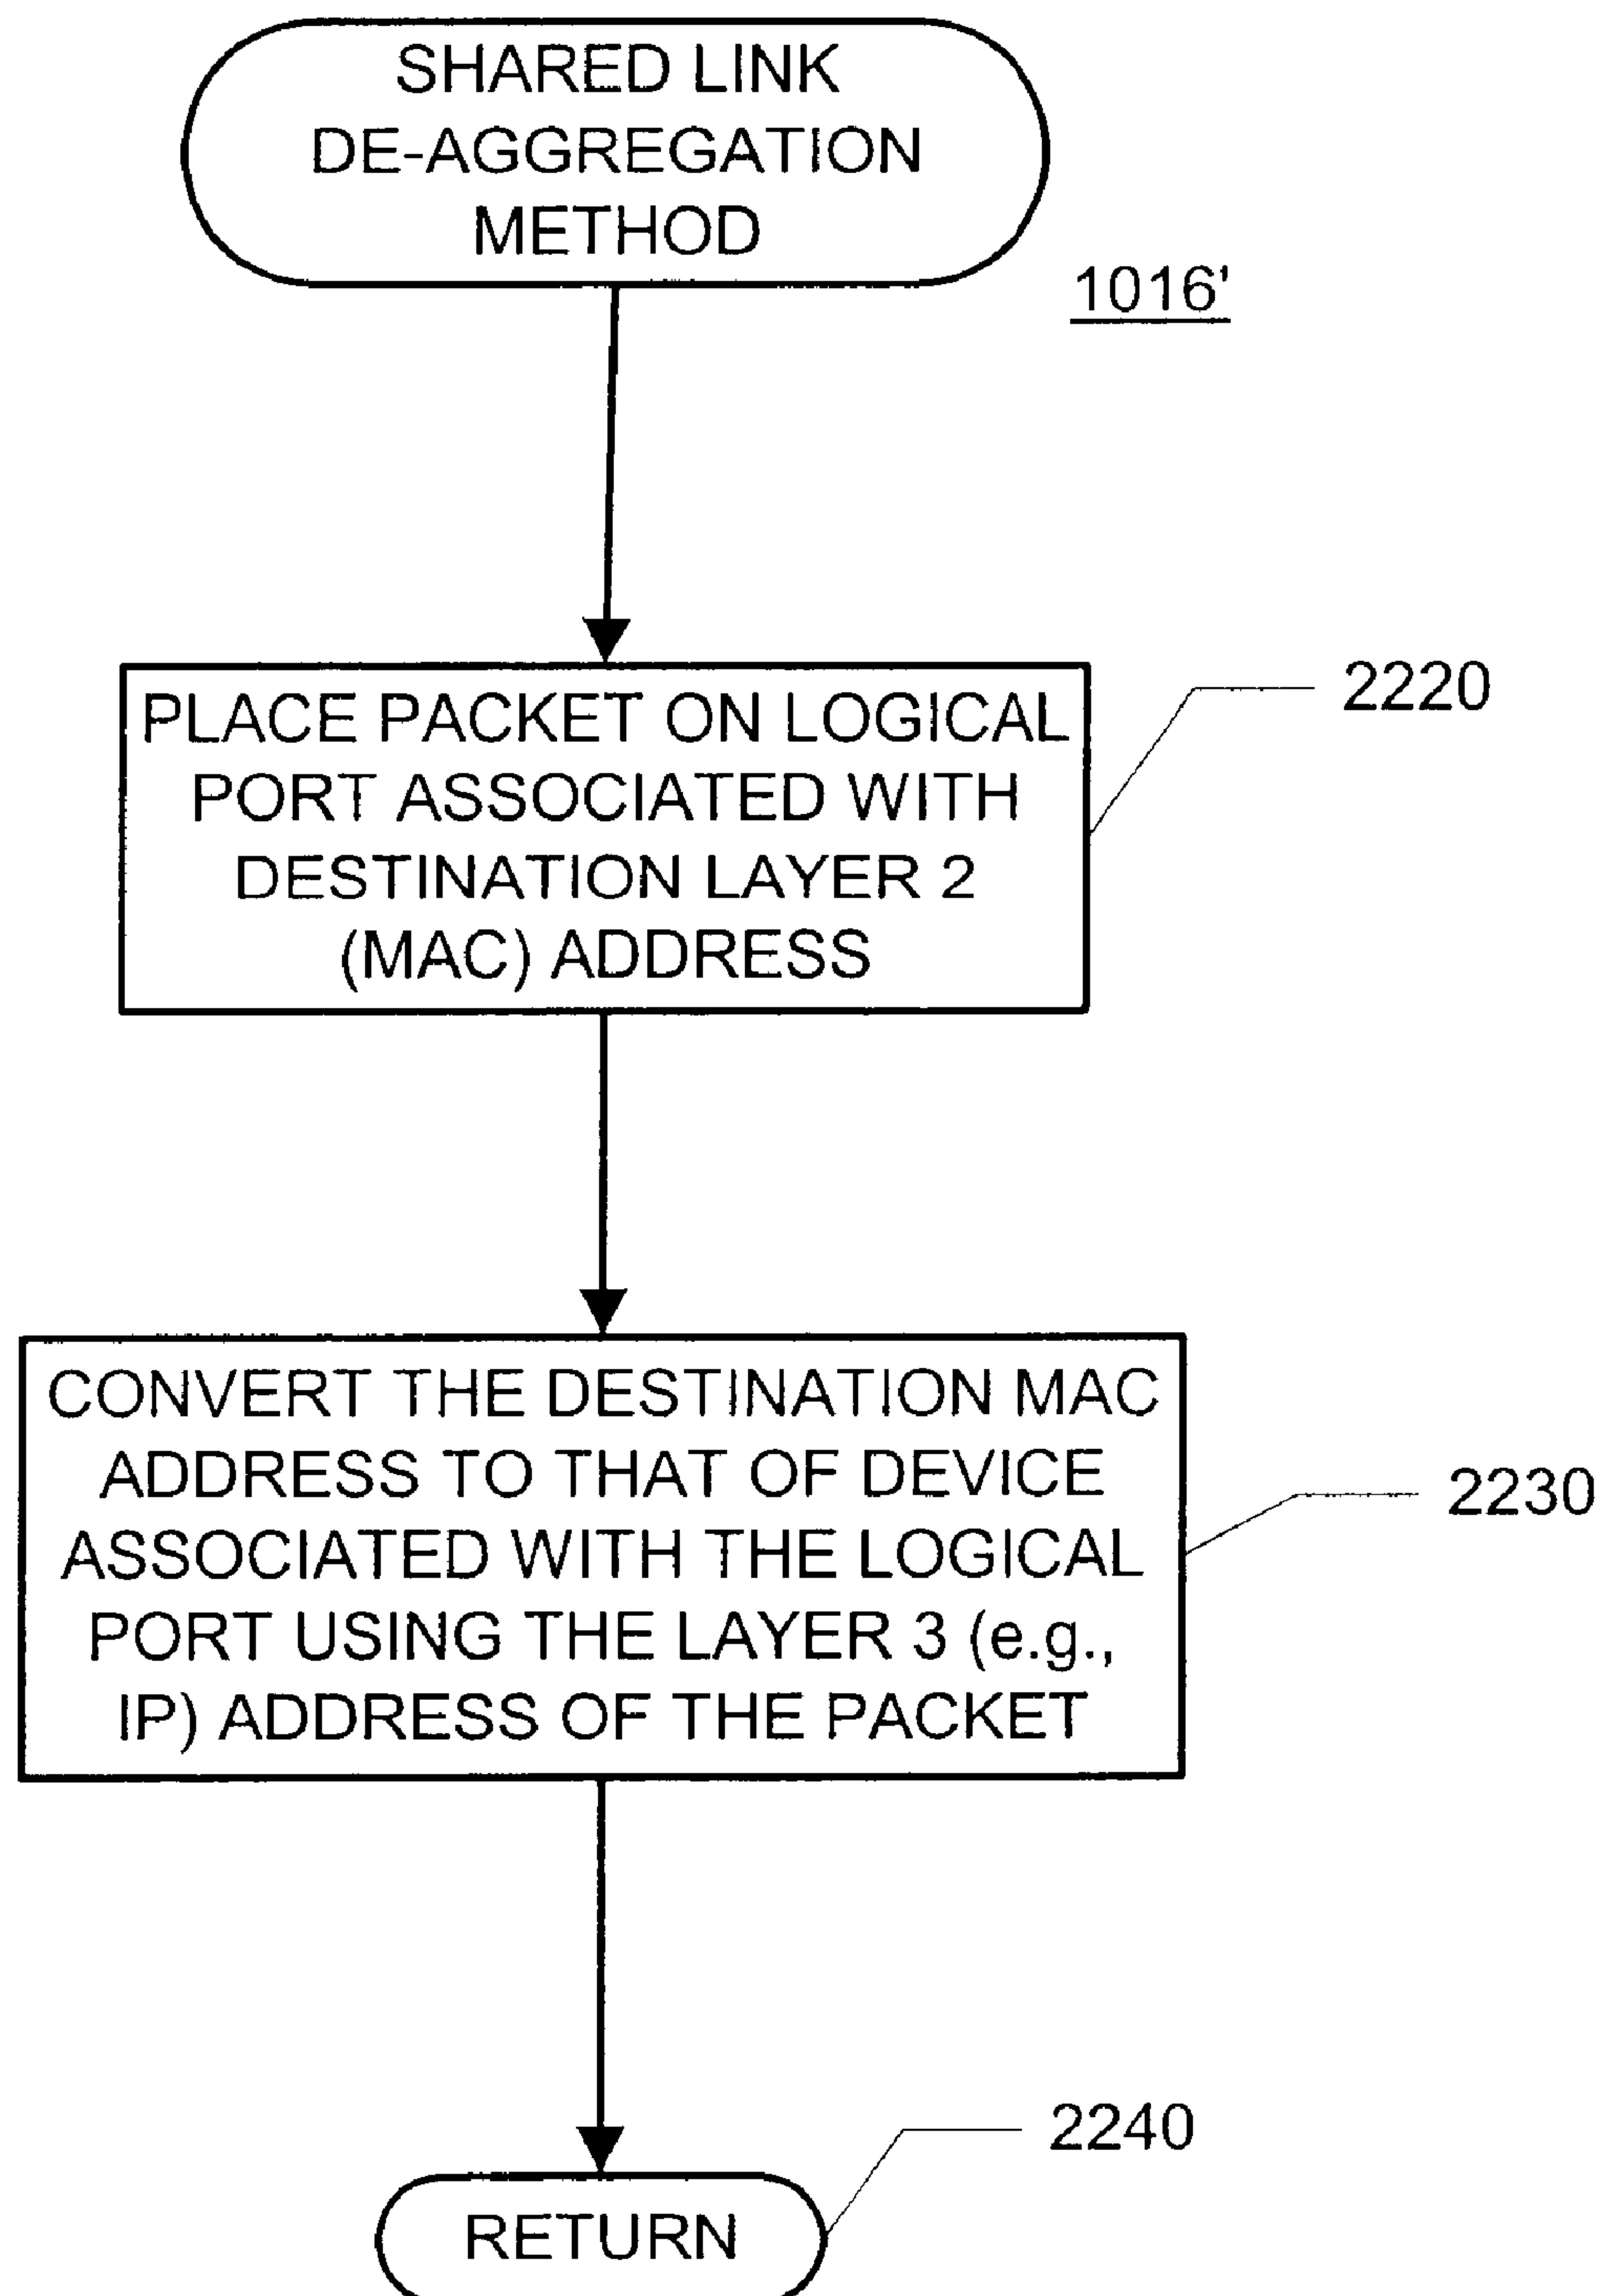 SHARED LINK
DE-AGGREGATION
METHOD
1016'
PLACE PACKET ON LOGICAL
PORT ASSOCIATED WITH
DESTINATION LAYER 2
(MAC) ADDRESS
2220
CONVERT THE DESTINATION MAC
ADDRESS TO THAT OF DEVICE
ASSOCIATED WITH THE LOGICAL
PORT USING THE LAYER 3 (e.g.,
IP) ADDRESS OF THE PACKET
2230
2240
RETURN